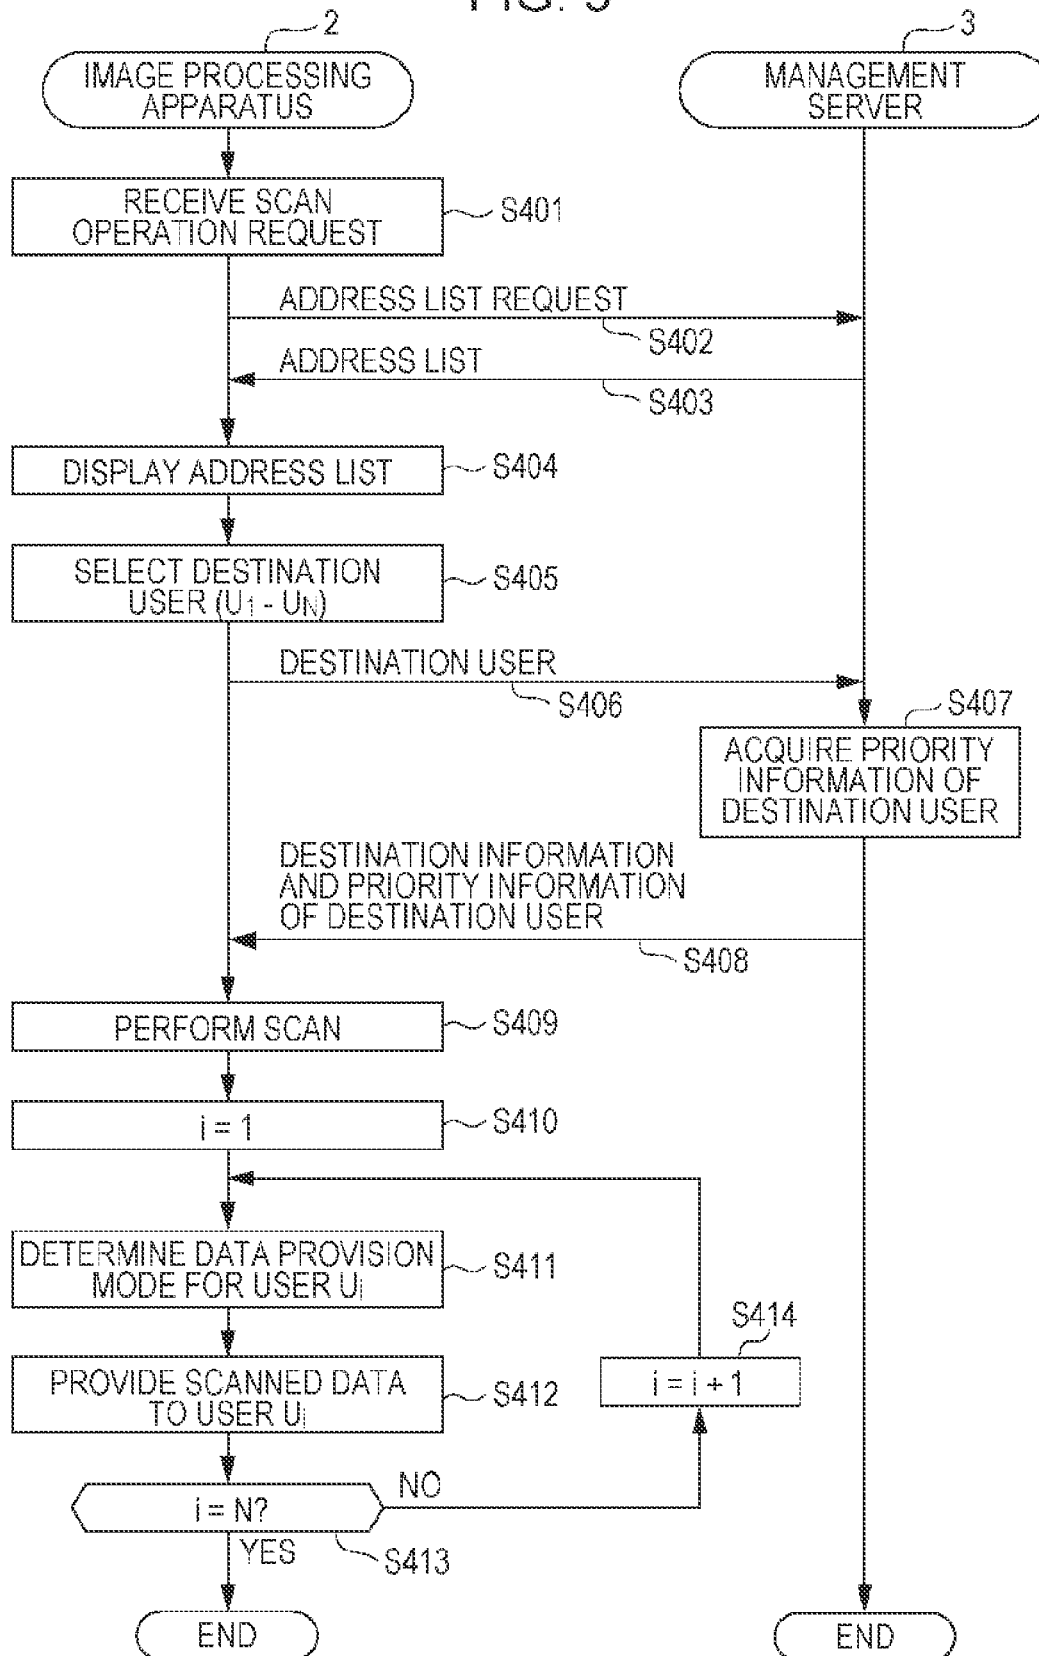 2
3
IMAGE PROCESSING
APPARATUS
MANAGEMENT
SERVER
RECEIVE SCAN
OPERATION REQUEST
S401
ADDRESS LIST REQUEST
S402
ADDRESS LIST
S403
DISPLAY ADDRESS LIST
S404
SELECT DESTINATION
USER (U1 - UN)
S405
DESTINATION USER
S406
S407
ACQUIRE PRIORITY
INFORMATION OF
DESTINATION USER
DESTINATION INFORMATION
AND PRIORITY INFORMATION
OF DESTINATION USER
S408
PERFORM SCAN
S409
i = 1
S410
DETERMINE DATA PROVISION
MODE FOR USER Ui
S411
S414
i = i + 1
PROVIDE SCANNED DATA
TO USER Ui
S412
i = N?
NO
YES
S413
END
END